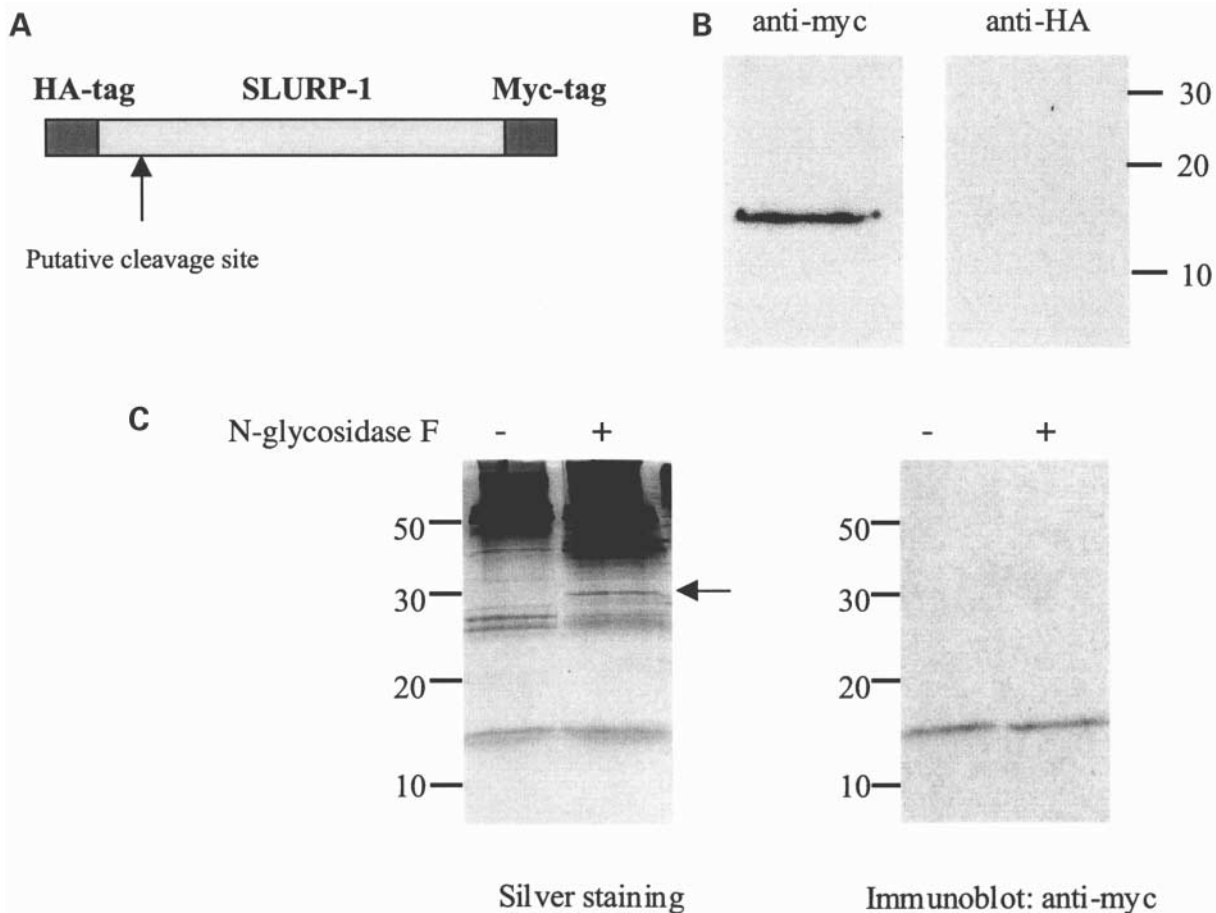 A
HA-tag SLURP-1 Myc-tag
Putative cleavage site
B
anti-myc anti-HA
30
20
10
C
N-glycosidase F - +
50
30
20
10
Silver staining
- +
50
30
20
10
Immunoblot: anti-myc